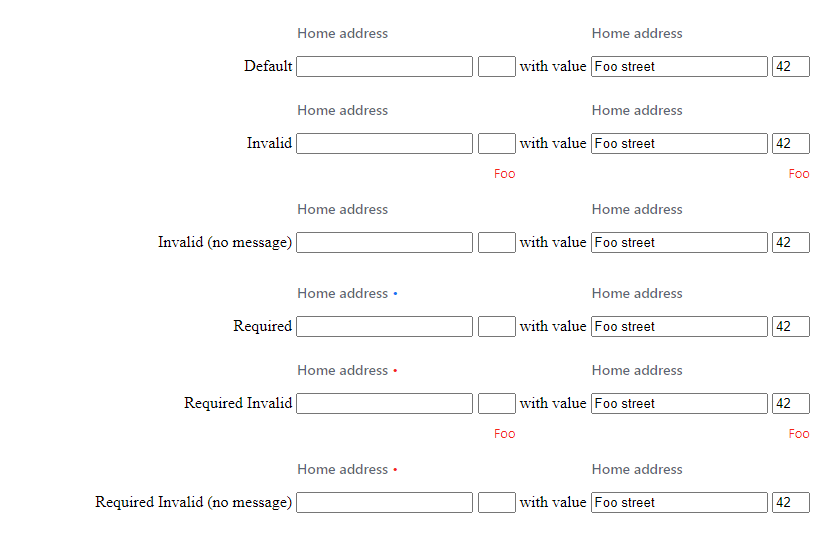 Home address Home address
Default with value Foo street 42
Home address Home address
Invalid with value Foo street 42
Foo Foo
Home address Home address
Invalid (no message) with value Foo street 42
Home address • Home address
Required with value Foo street 42
Home address • Home address
Required Invalid with value Foo street 42
Foo Foo
Home address • Home address
Required Invalid (no message) with value Foo street 42